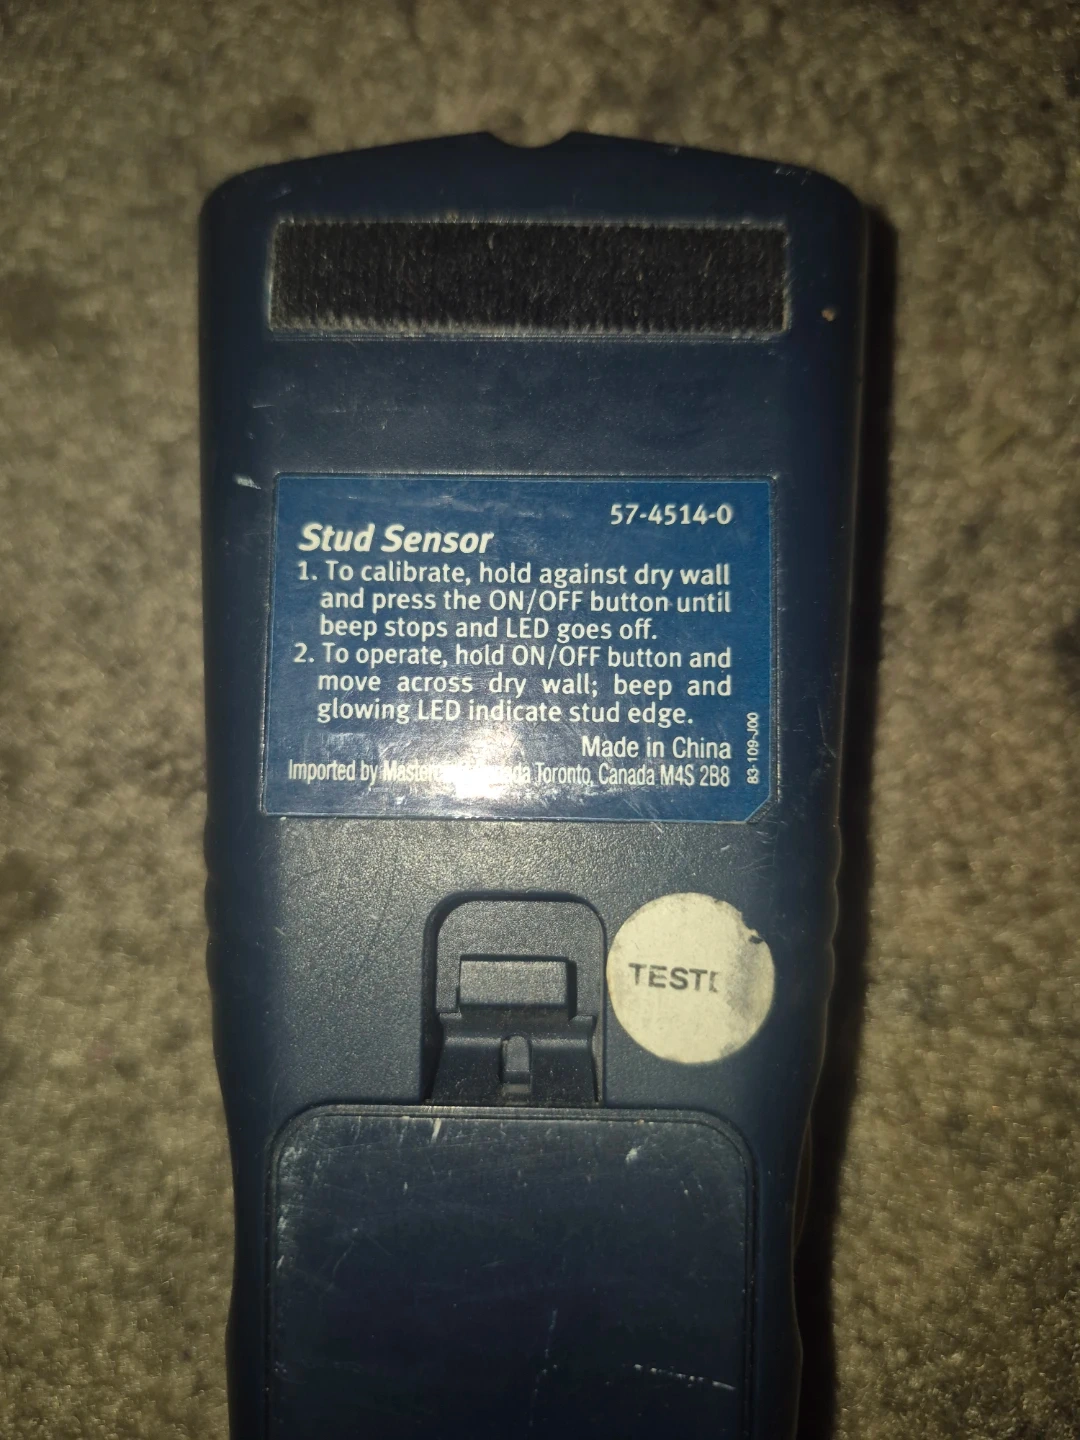 57-4514-0
Stud Sensor
1. To calibrate, hold against dry wall
and press the ON/OFF button until
beep stops and LED goes off.
2. To operate, hold ON/OFF button and
move across dry wall; beep and
glowing LED indicate stud edge.
Made in China
Imported by Toronto, Canada M4S 2B8
83-109-J00